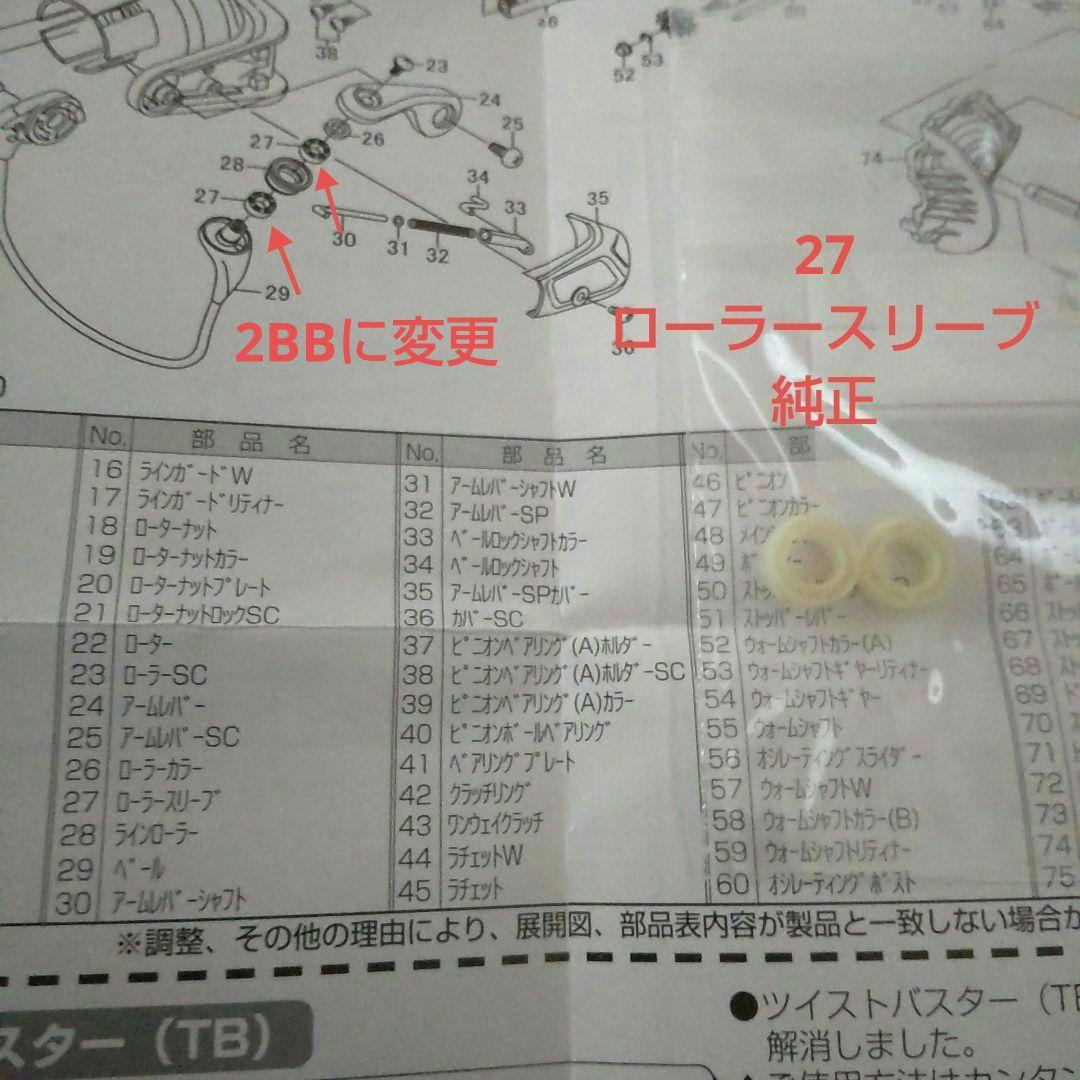 38
46
52
53
23
24
26
27
25
28
27
34
33
35
74
30
31
32
29
36
27
ローラースリーブ
純正
2BBに変更
No. 部品名
16 ラインガードW
17 ラインガードリティナー
18 ローターナット
19 ローターナットカラー
20 ローターナットプレート
21 ローターナットロックSC
22 ローター
23 ローラーSC
24 アームレバー
25 アームレバーSC
26 ローラーカラー
27 ローラースリーブ
28 ラインローラー
29 ベール
30 アームレバーシャフト
No. 部品名
31 アームレバーシャフトW
32 アームレバーSP
33 ベールロックシャフトカラー
34 ベールロックシャフト
35 アームレバーSPカバー
36 カバーSC
37 ピニオンベアリング(A)ホルダー
38 ピニオンベアリング(A)ホルダーSC
39 ピニオンベアリング(A)カラー
40 ピニオンボールベアリング
41 ベアリングプレート
42 クラッチリング
43 ワンウェイクラッチ
44 ラチェットW
45 ラチェット
No. 部
46 ピニオン
47 ピニオンカラー
48 メイン
49
50 スト
51 ストッパーレバー
52 ウォームシャフトカラー(A)
53 ウォームシャフトギヤーリティナー
54 ウォームシャフトギヤー
55 ウォームシャフト
56 オシレーティングスライダー
57 ウォームシャフトW
58 ウォームシャフトカラー(B)
59 ウォームシャフトリティナー
60 オシレーティングポスト
64
65
66
67
68
69
70
71
72
73
74
75
※調整、その他の理由により、展開図、部品表内容が製品と一致しない場合が
スター（TB）
●ツイストバスター（TB
解消しました。